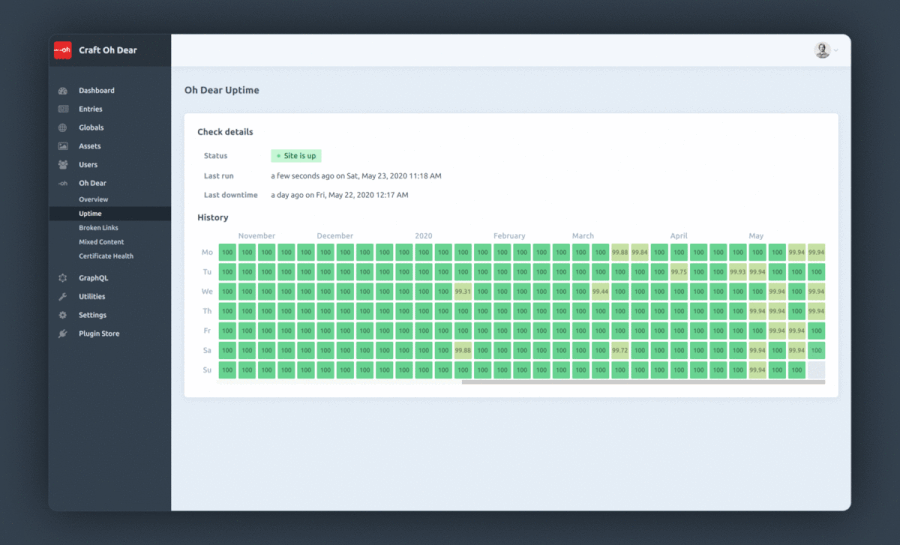 --oh Craft Oh Dear
Dashboard
Entries
Globals
Assets
Users
-oh Oh Dear
Overview
Uptime
Broken Links
Mixed Content
Certificate Health
GraphQL
Utilities
Settings
Plugin Store
Oh Dear Uptime
Check details
Status Site is up
Last run a few seconds ago on Sat, May 23, 2020 11:18 AM
Last downtime a day ago on Fri, May 22, 2020 12:17 AM
History
November December 2020 February March April May
Mo 100 100 100 100 100 100 100 100 100 100 100 100 100 100 100 100 100 100 100 100 99.88 99.84 100 100 100 100 100 100 100 99.94 99.94
Tu 100 100 100 100 100 100 100 100 100 100 100 100 100 100 100 100 100 100 100 100 100 100 100 99.75 100 100 99.93 99.94 100 100 100
We 100 100 100 100 100 100 100 100 100 100 100 100 99.31 100 100 100 100 100 100 99.44 100 100 100 100 100 100 100 100 99.94 100 99.94
Th 100 100 100 100 100 100 100 100 100 100 100 100 100 100 100 100 100 100 100 100 100 100 100 100 100 100 100 99.94 99.94 100 99.94
Fr 100 100 100 100 100 100 100 100 100 100 100 100 100 100 100 100 100 100 100 100 100 100 100 100 100 100 100 100 99.94 99.94 100
Sa 100 100 100 100 100 100 100 100 100 100 100 100 99.88 100 100 100 100 100 100 100 99.72 100 100 100 100 100 100 99.94 100 99.94 100
Su 100 100 100 100 100 100 100 100 100 100 100 100 100 100 100 100 100 100 100 100 100 100 100 100 100 100 100 99.94 100 100